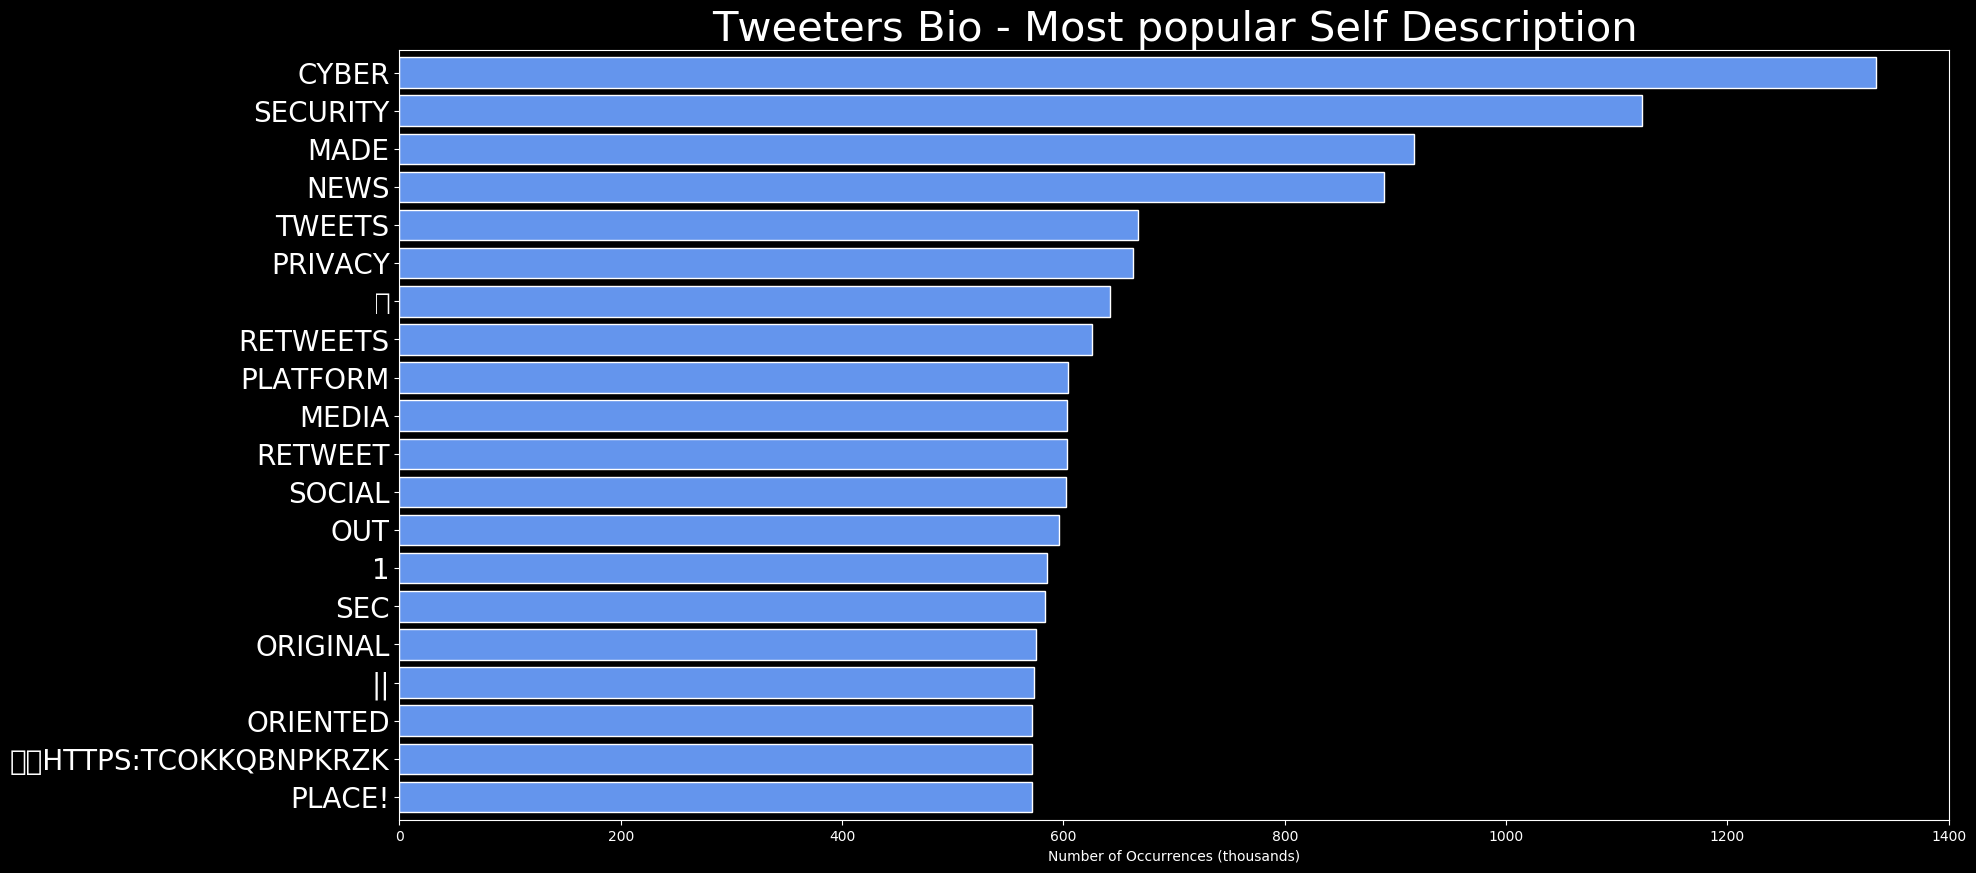 Tweeters Bio - Most popular Self Description
CYBER
SECURITY
MADE
NEWS
TWEETS
PRIVACY
RETWEETS
PLATFORM
MEDIA
RETWEET
SOCIAL
OUT
1
SEC
ORIGINAL
||
ORIENTED
HTTPS:TCOKKQBNPKRZK
PLACE!
0 200 400 600 800 1000 1200 1400
Number of Occurrences (thousands)